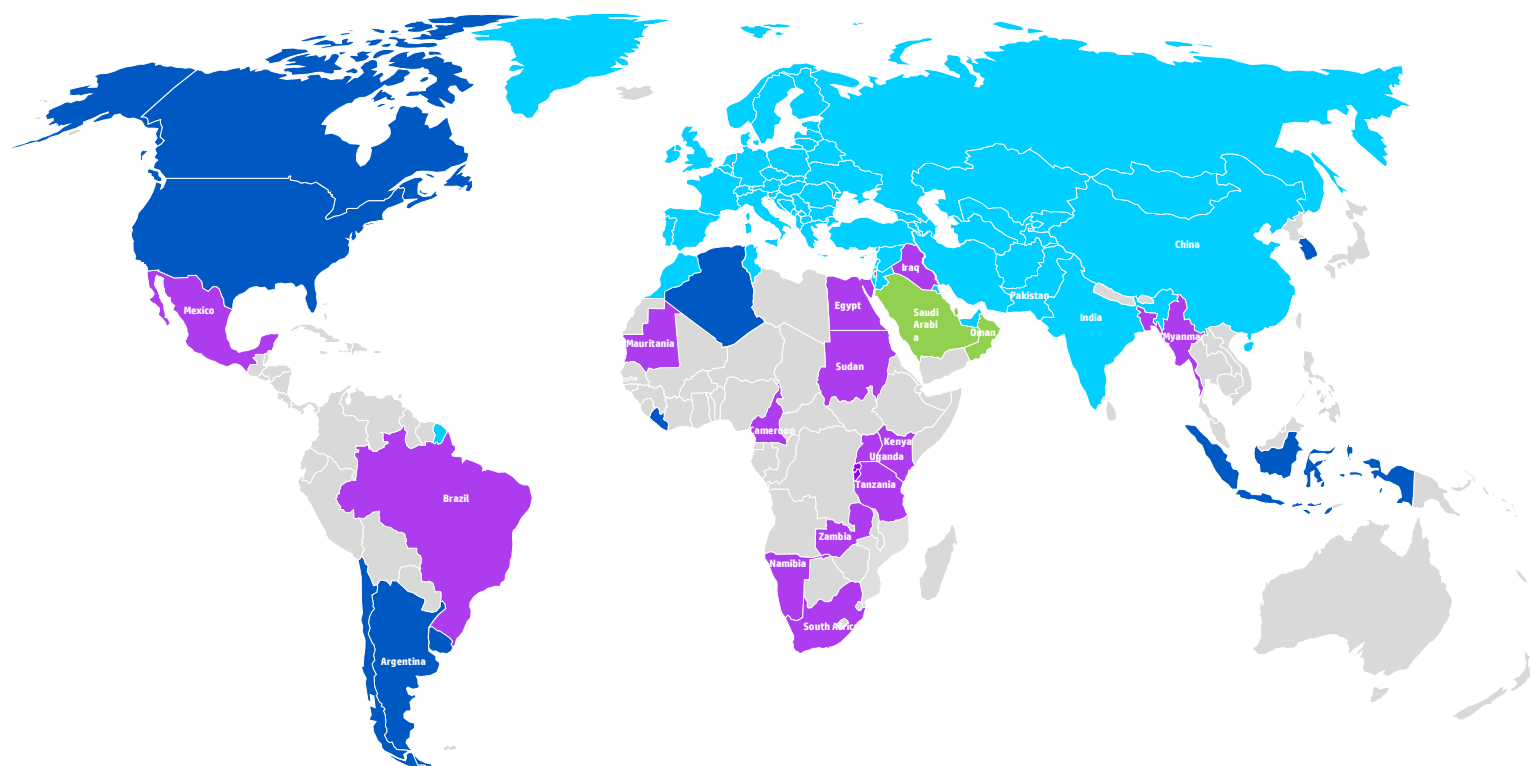 China
Iraq
Pakistan
Mexico
Egypt
Saudi
Arabi
a
India
Oman
Myanma
Mauritania
Sudan
Cameroon
Kenya
Uganda
Tanzania
Brazil
Zambia
Namibia
South Afric
Argentina